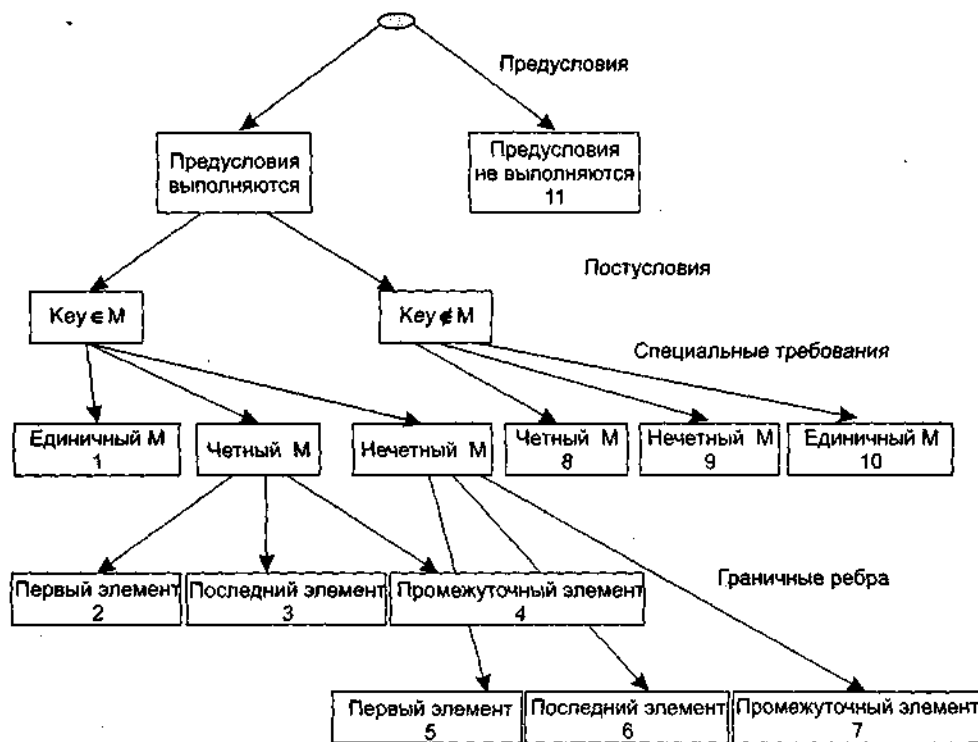 Предусловия
Предусловия
выполняются
Предусловия
не выполняются
11
Постусловия
Key ∈ M
Key ∉ M
Специальные требования
Единичный М
1
Четный М
Нечетный М
Четный М
8
Нечетный М
9
Единичный М
10
Граничные ребра
Первый элемент
2
Последний элемент
3
Промежуточный элемент
4
Первый элемент
5
Последний элемент
6
Промежуточный элемент
7